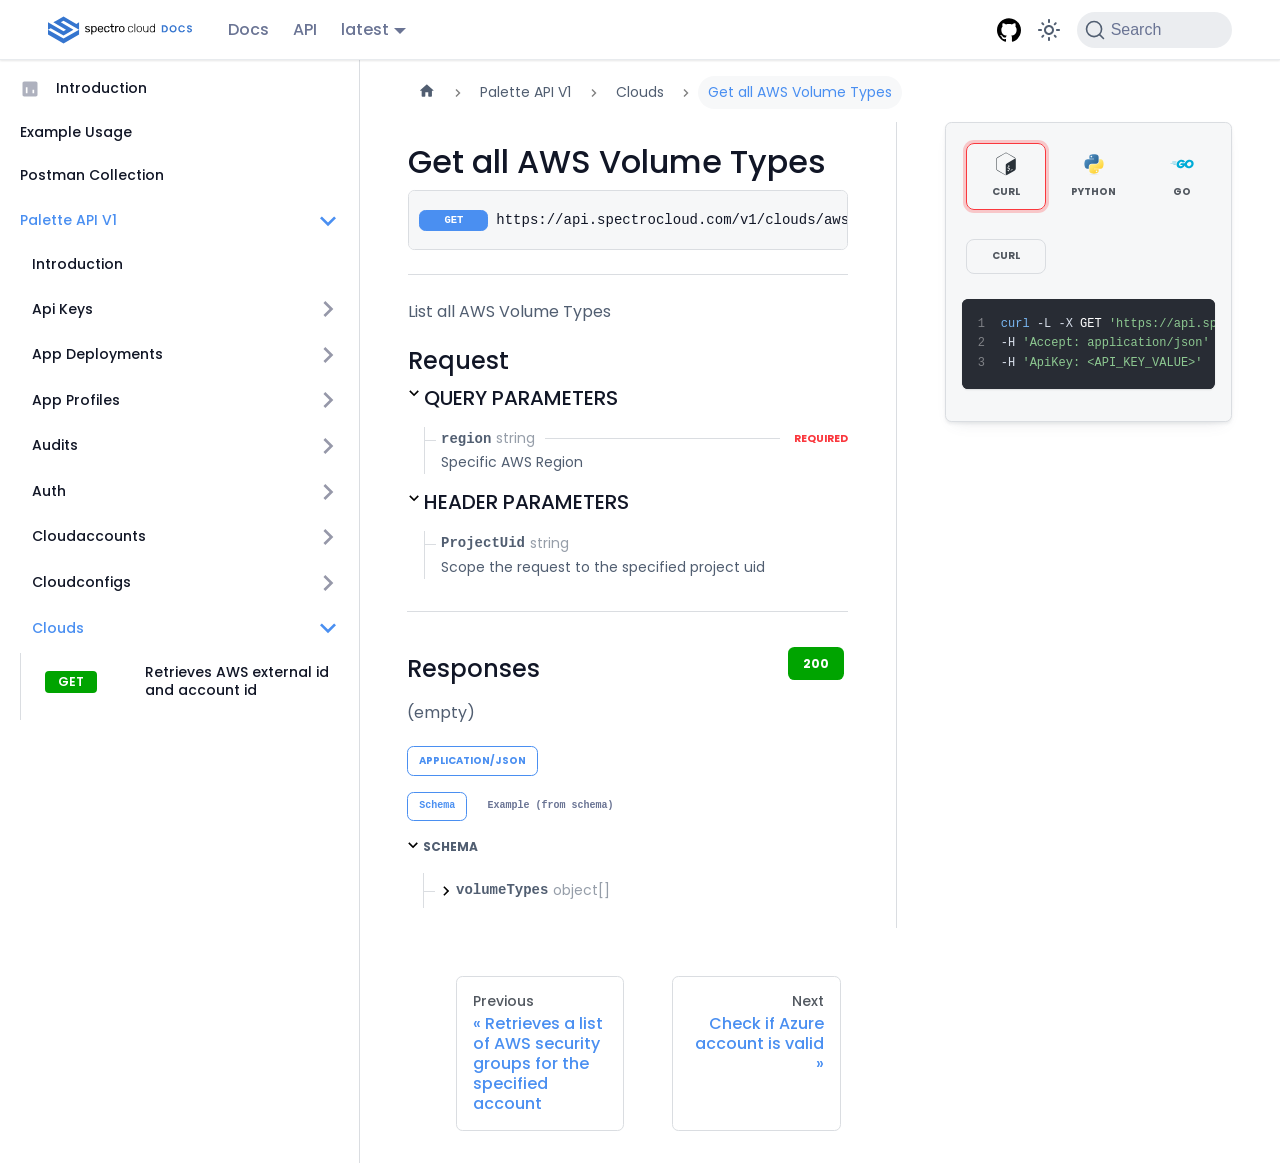 spectro cloud DOCS
Docs
API
latest
Search
Introduction
Example Usage
Postman Collection
Palette API V1
Introduction
Api Keys
App Deployments
App Profiles
Audits
Auth
Cloudaccounts
Cloudconfigs
Clouds
GET
Retrieves AWS external id
and account id
Palette API V1
Clouds
Get all AWS Volume Types
Get all AWS Volume Types
GET https://api.spectrocloud.com/v1/clouds/aws
List all AWS Volume Types
Request
QUERY PARAMETERS
region string REQUIRED
Specific AWS Region
HEADER PARAMETERS
ProjectUid string
Scope the request to the specified project uid
Responses
200
(empty)
APPLICATION/JSON
Schema
Example (from schema)
SCHEMA
volumeTypes object[]
Previous
« Retrieves a list
of AWS security
groups for the
specified
account
Next
Check if Azure
account is valid
»
CURL
PYTHON
GO
CURL
1 curl -L -X GET 'https://api.sp
2 -H 'Accept: application/json'
3 -H 'ApiKey: <API_KEY_VALUE>'